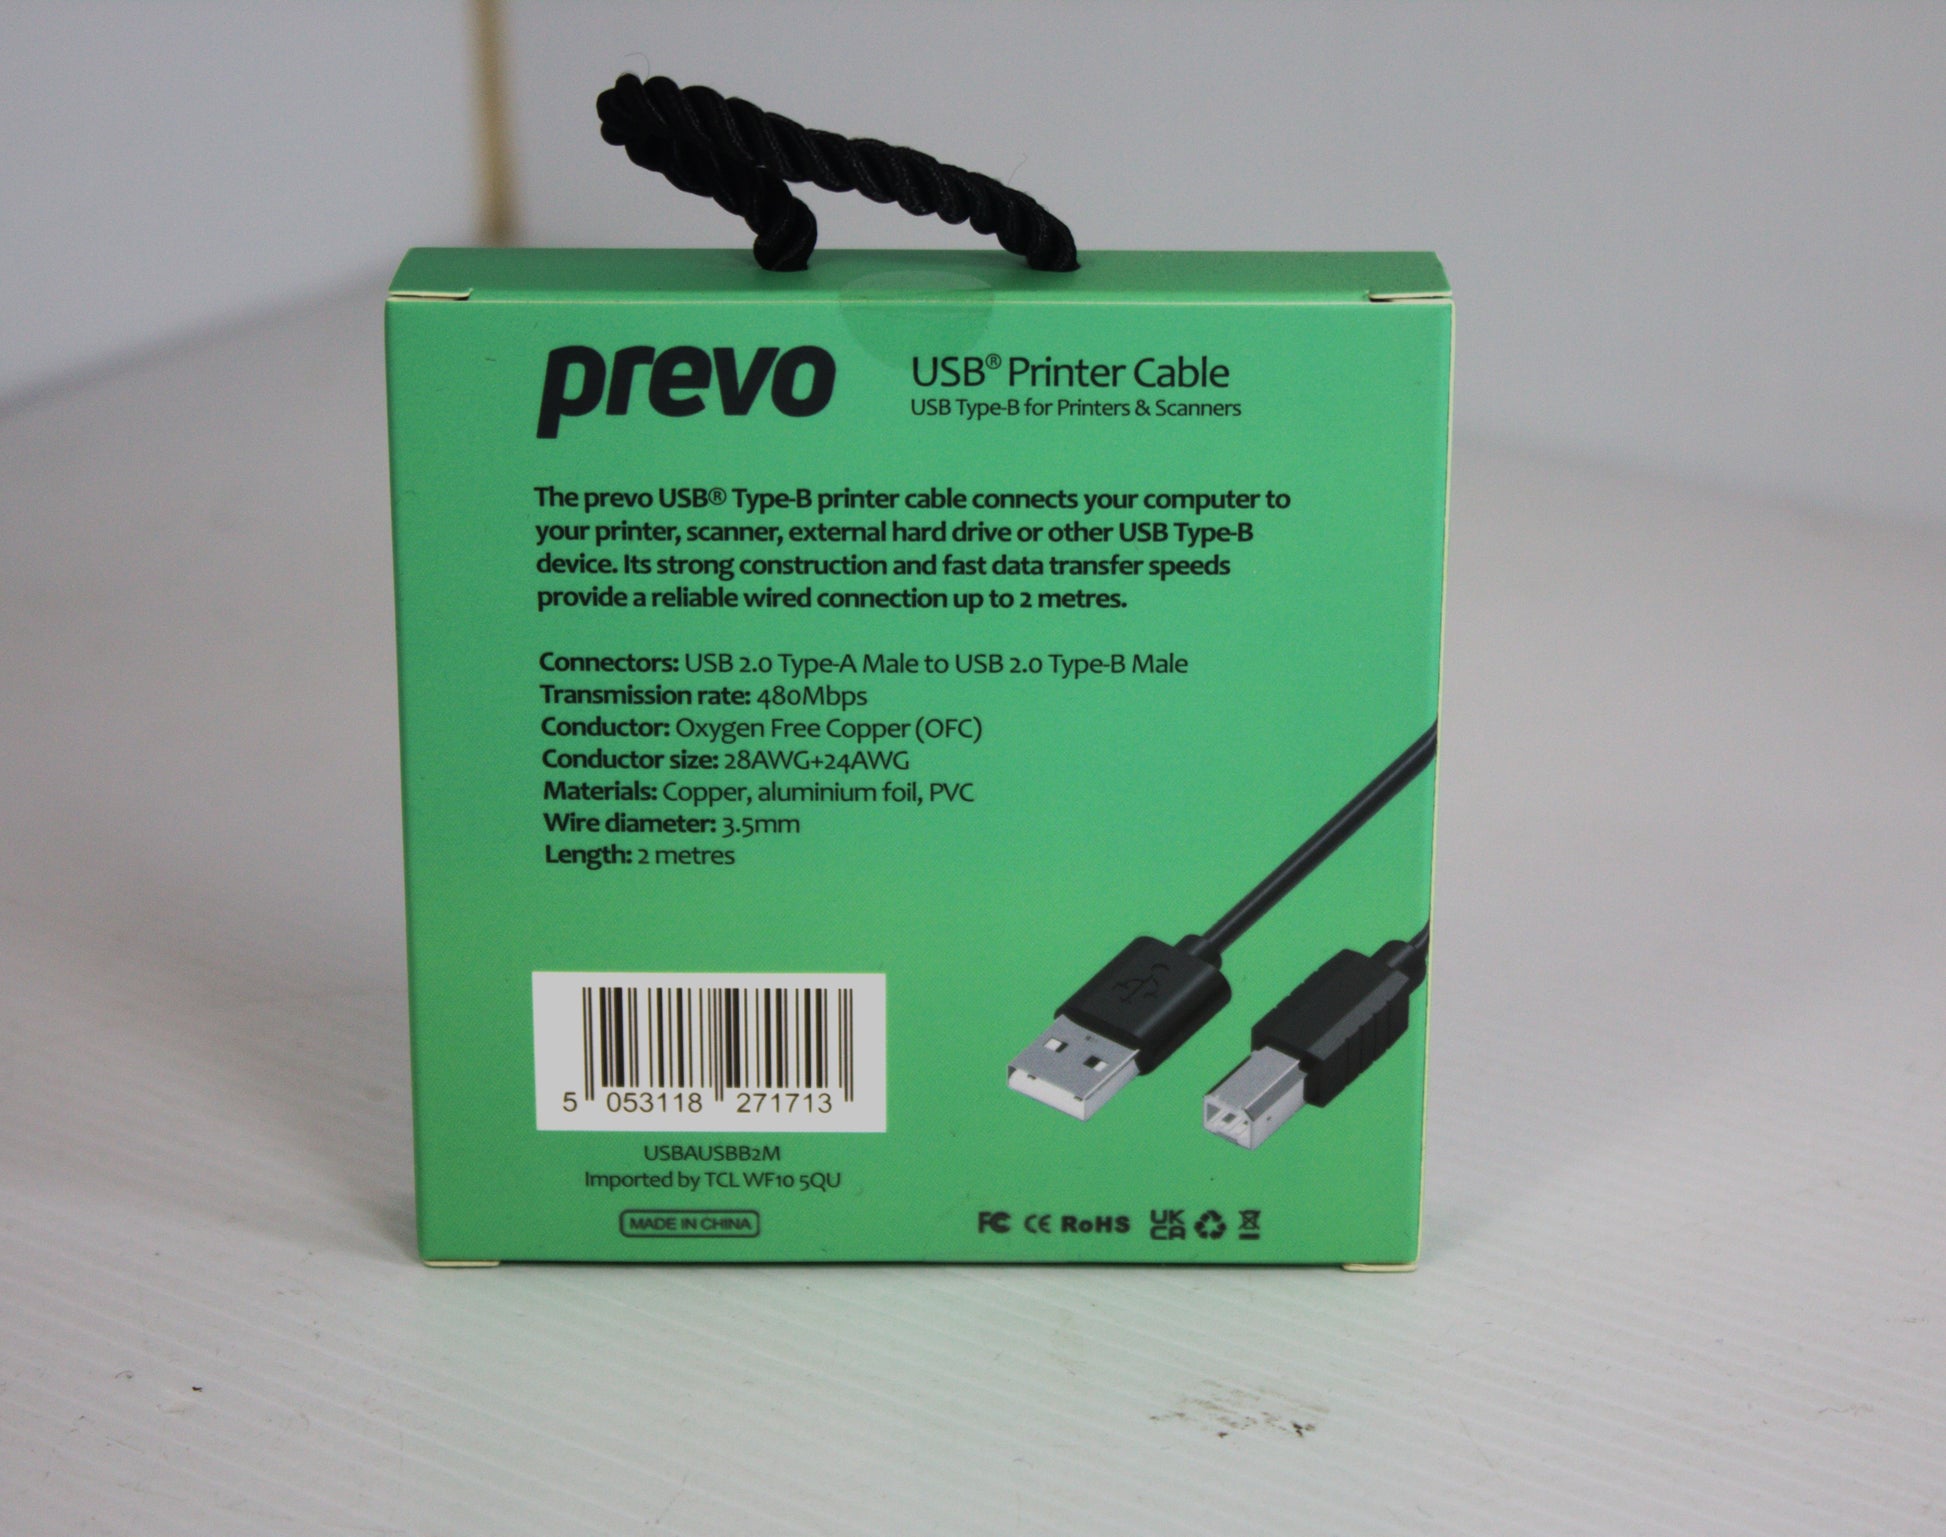 prevo
USB® Printer Cable
USB Type-B for Printers & Scanners
The prevo USB® Type-B printer cable connects your computer to
your printer, scanner, external hard drive or other USB Type-B
device. Its strong construction and fast data transfer speeds
provide a reliable wired connection up to 2 metres.
Connectors: USB 2.0 Type-A Male to USB 2.0 Type-B Male
Transmission rate: 480Mbps
Conductor: Oxygen Free Copper (OFC)
Conductor size: 28AWG+24AWG
Materials: Copper, aluminium foil, PVC
Wire diameter: 3.5mm
Length: 2 metres
5 053118 271713
USBAUSBB2M
Imported by TCL WF10 5QU
MADE IN CHINA
FC CE RoHS UK
CA